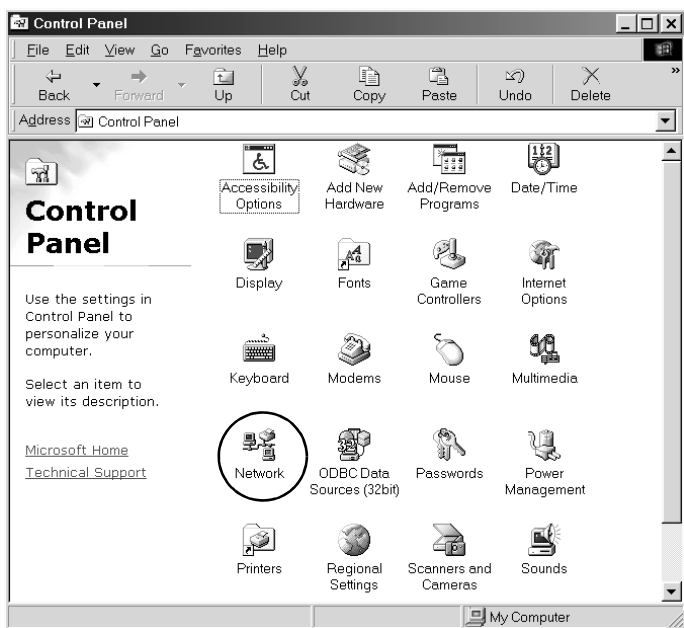 Control Panel
File Edit View Go Favorites Help
Back Forward Up Cut Copy Paste Undo Delete »
Address Control Panel
Control
Panel
Use the settings in
Control Panel to
personalize your
computer.
Select an item to
view its description.
Microsoft Home
Technical Support
Accessibility
Options
Add New
Hardware
Add/Remove
Programs
Date/Time
Display
Fonts
Game
Controllers
Internet
Options
Keyboard
Modems
Mouse
Multimedia
Network
ODBC Data
Sources (32bit)
Passwords
Power
Management
Printers
Regional
Settings
Scanners and
Cameras
Sounds
My Computer